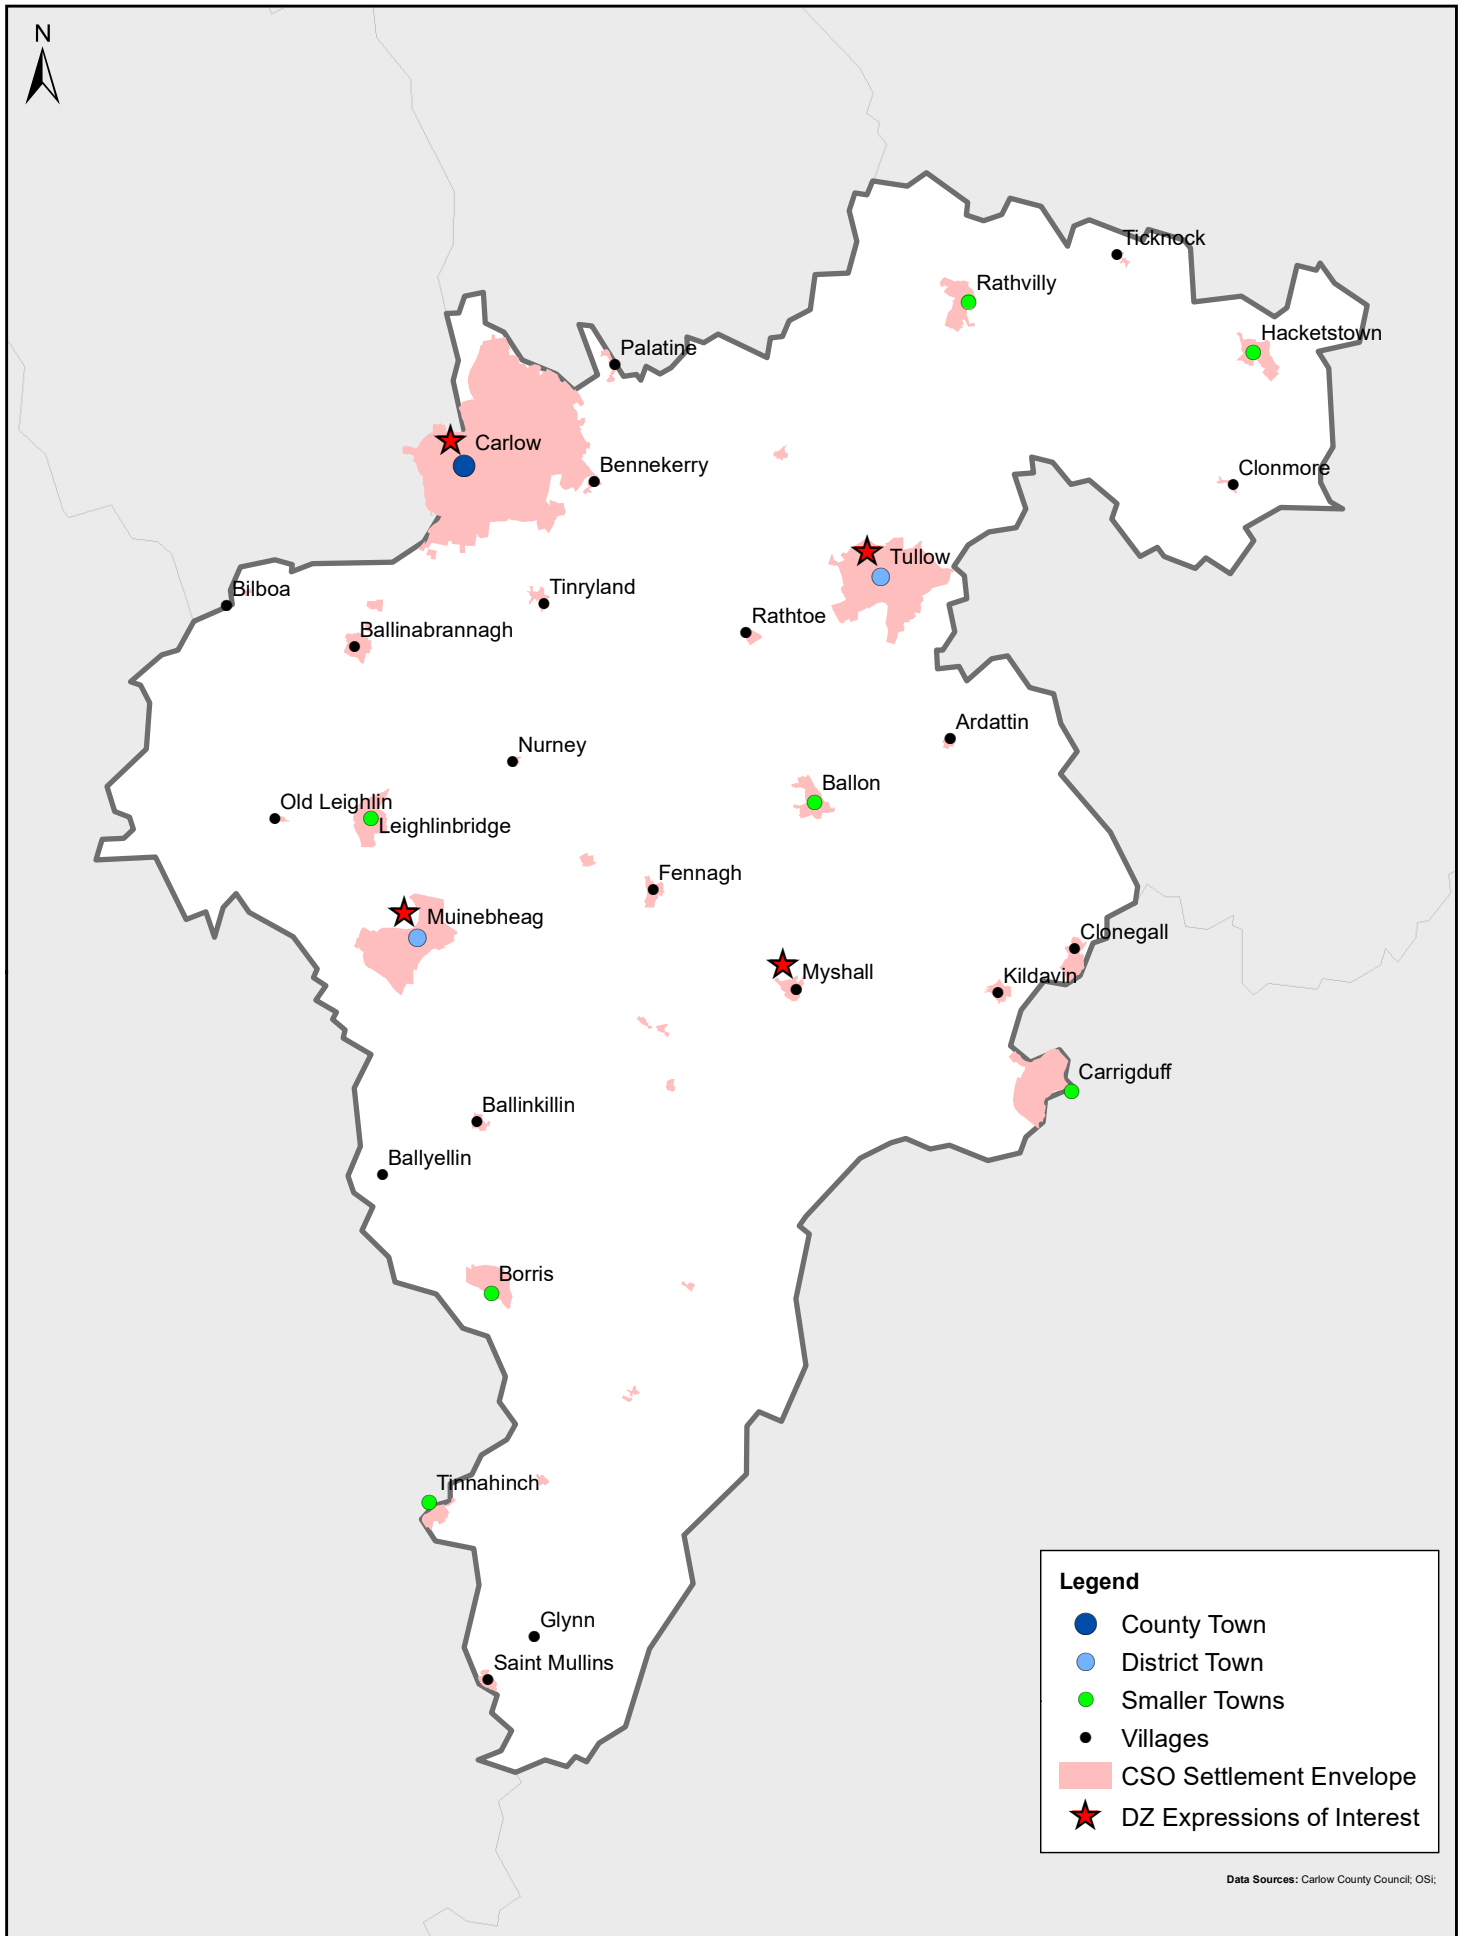 N
Ticknock
Rathvilly
Hacketstown
Palatine
Carlow
Bennekerry
Clonmore
Tullow
Bilboa
Tinryland
Rathtoe
Ballinabrannagh
Ardattin
Nurney
Ballon
Old Leighlin
Leighlinbridge
Fennagh
Muinebheag
Clonegall
Myshall
Kildavin
Carrigduff
Ballinkillin
Ballyellin
Borris
Tinnahinch
Glynn
Saint Mullins
Legend
County Town
District Town
Smaller Towns
Villages
CSO Settlement Envelope
DZ Expressions of Interest
Data Sources: Carlow County Council; OSi;